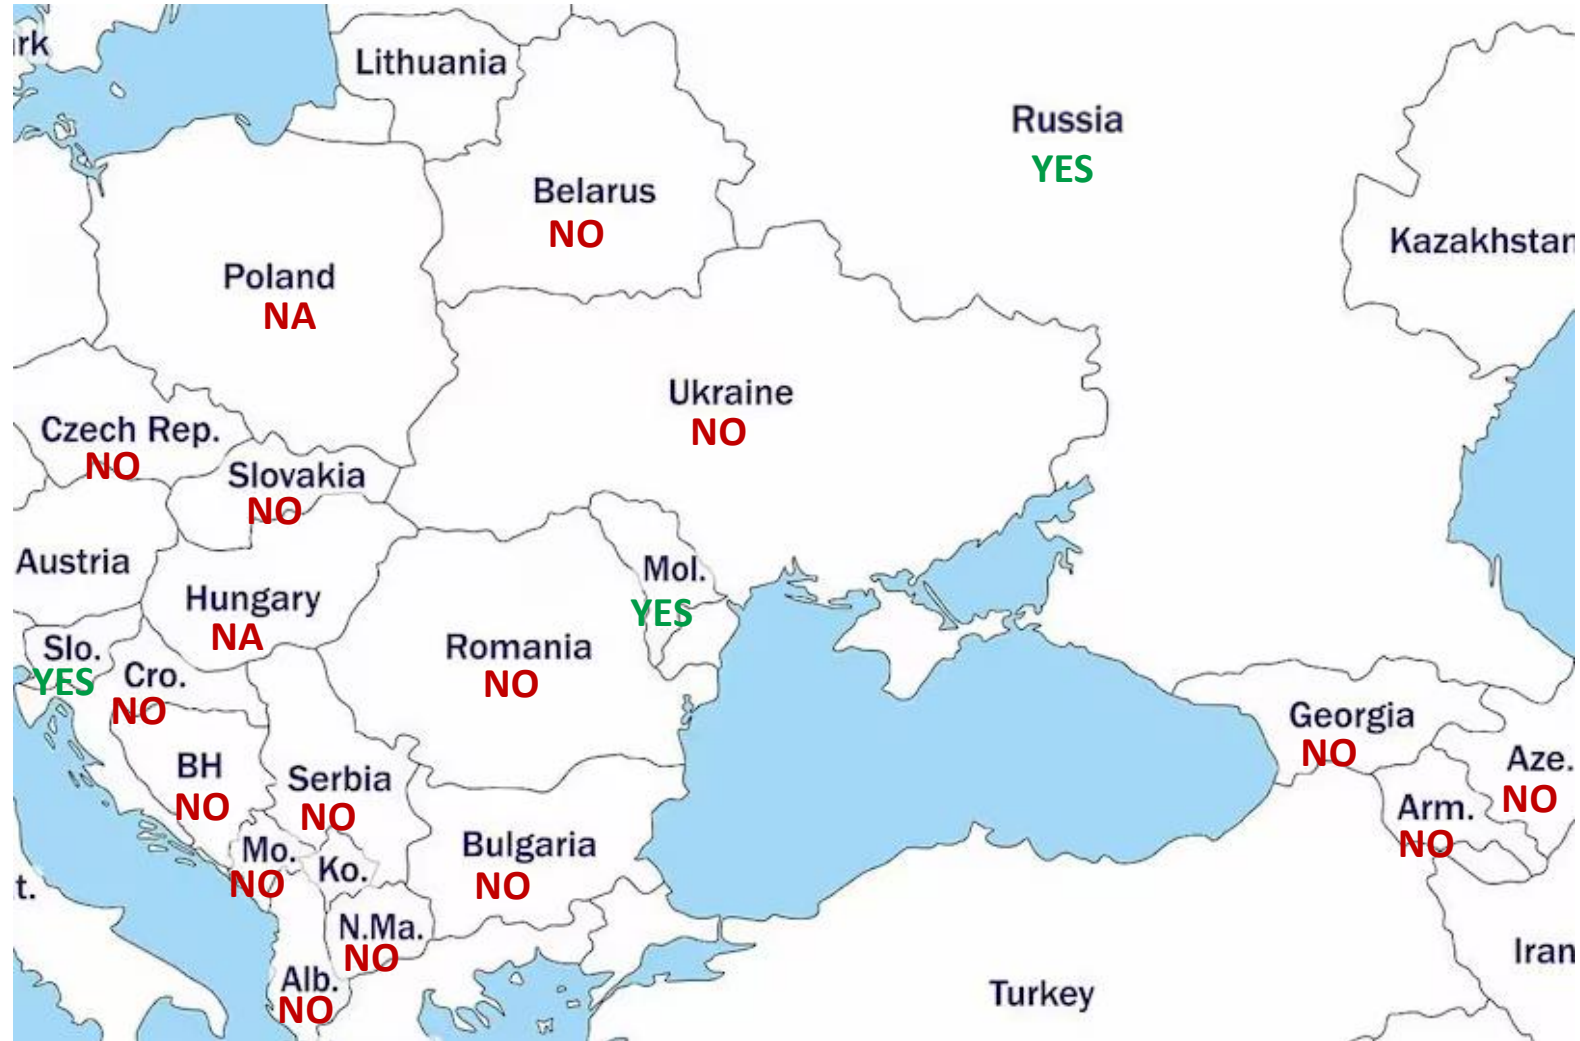 rk
Lithuania
Russia
YES
Belarus
NO
Kazakhstan
Poland
NA
Ukraine
NO
Czech Rep.
NO
Slovakia
NO
Austria
Mol.
YES
Hungary
NA
Slo.
YES
Cro.
NO
Romania
NO
Georgia
NO
BH
NO
Serbia
NO
Aze.
NO
Arm.
NO
Mo.
NO
Ko.
Bulgaria
NO
t.
N.Ma.
NO
Iran
Alb.
NO
Turkey